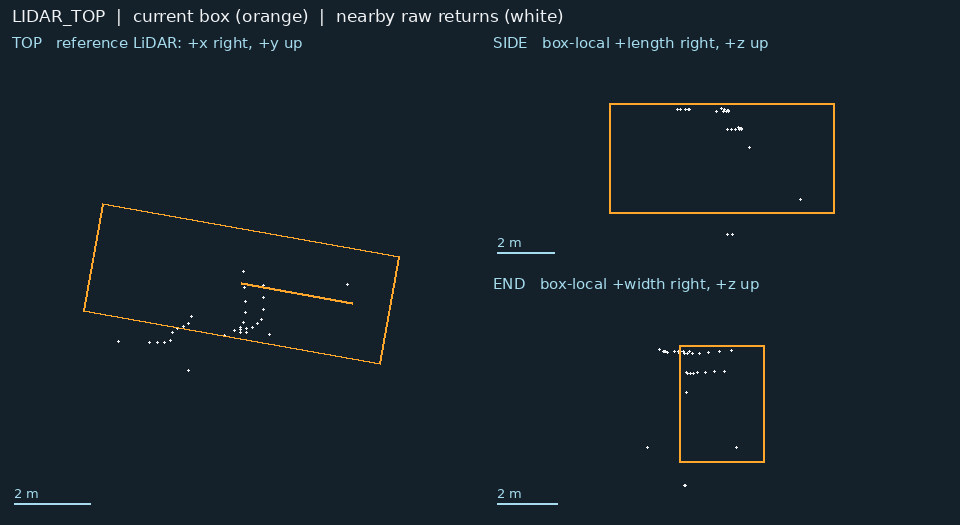 LIDAR_TOP | current box (orange) | nearby raw returns (white)
TOP reference LiDAR: +x right, +y up
SIDE box-local +length right, +z up
2 m
END box-local +width right, +z up
2 m
2 m